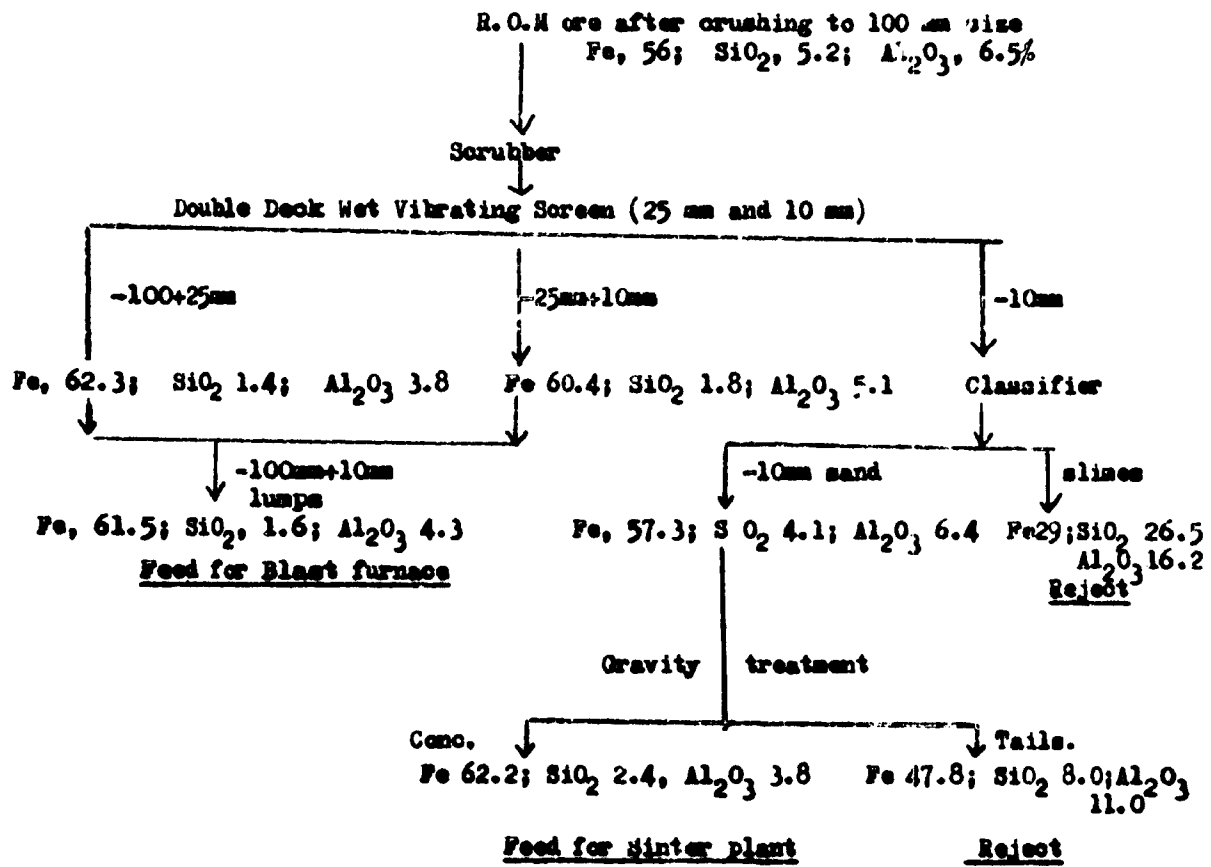 R.O.M ore after crushing to 100 mm size
Fe, 56; SiO2, 5.2; Al2O3, 6.5%
Scrubber
Double Deck Wet Vibrating Screen (25 mm and 10 mm)
-100+25mm
-25mm+10mm
-10mm
Fe, 62.3; SiO2 1.4; Al2O3 3.8
Fe 60.4; SiO2 1.8; Al2O3 5.1
Classifier
-100mm+10mm
lumps
-10mm sand
slimes
Fe, 61.5; SiO2, 1.6; Al2O3 4.3
Feed for Blast furnace
Fe, 57.3; S O2 4.1; Al2O3 6.4
Fe29; SiO2 26.5
Al2O3 16.2
Reject
Gravity treatment
Conc.
Tails.
Fe 62.2; SiO2 2.4, Al2O3 3.8
Fe 47.8; SiO2 8.0; Al2O3
11.0
Feed for Sinter plant
Reject